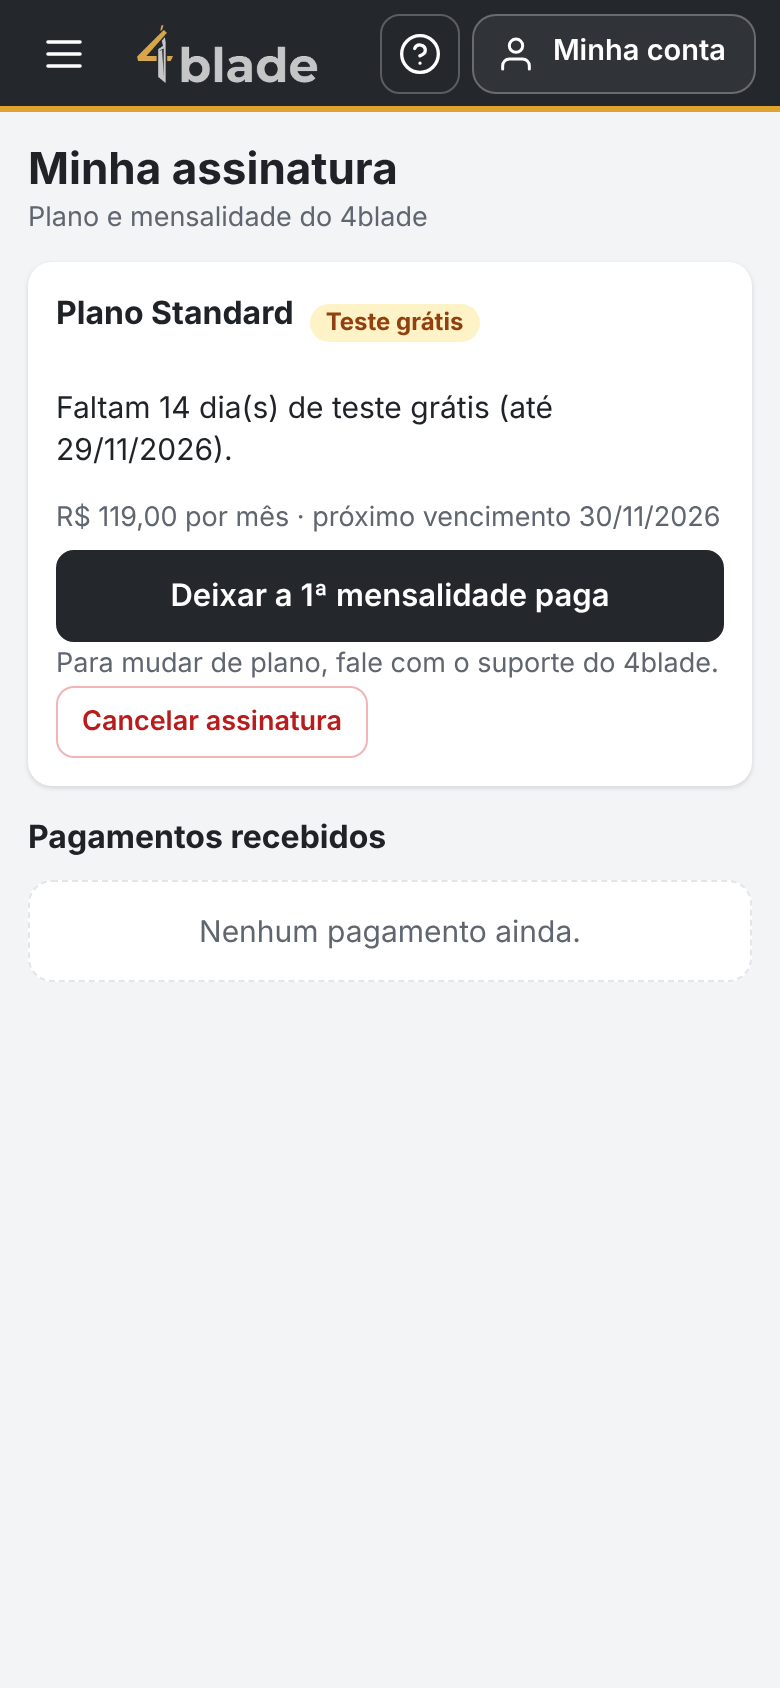 4blade
Minha conta
Minha assinatura
Plano e mensalidade do 4blade
Plano Standard
Teste grátis
Faltam 14 dia(s) de teste grátis (até
29/11/2026).
R$ 119,00 por mês · próximo vencimento 30/11/2026
Deixar a 1ª mensalidade paga
Para mudar de plano, fale com o suporte do 4blade.
Cancelar assinatura
Pagamentos recebidos
Nenhum pagamento ainda.